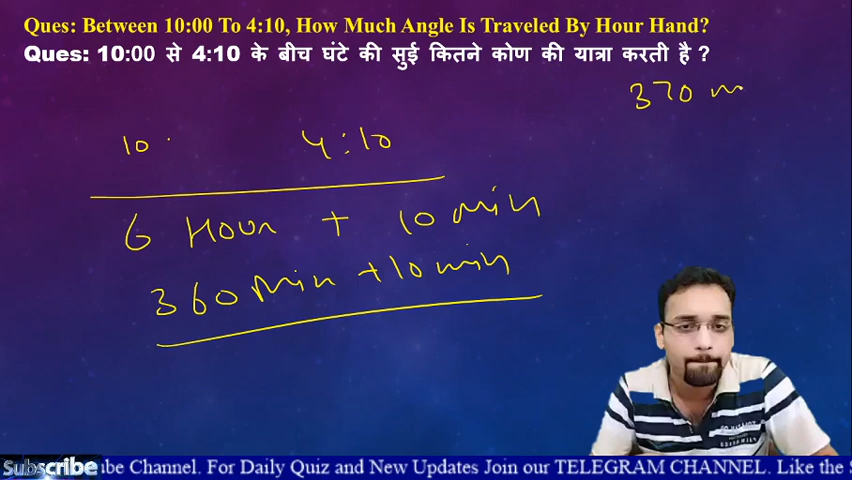 Ques: Between 10:00 To 4:10, How Much Angle Is Traveled By Hour Hand?
Ques: 10:00 से 4:10 के बीच घंटे की सुई कितने कोण की यात्रा करती है ?
370 m
10 4:10
6 Hour + 10 min
360 min + 10 min
Subscribe ube Channel. For Daily Quiz and New Updates Join our TELEGRAM CHANNEL. Like the